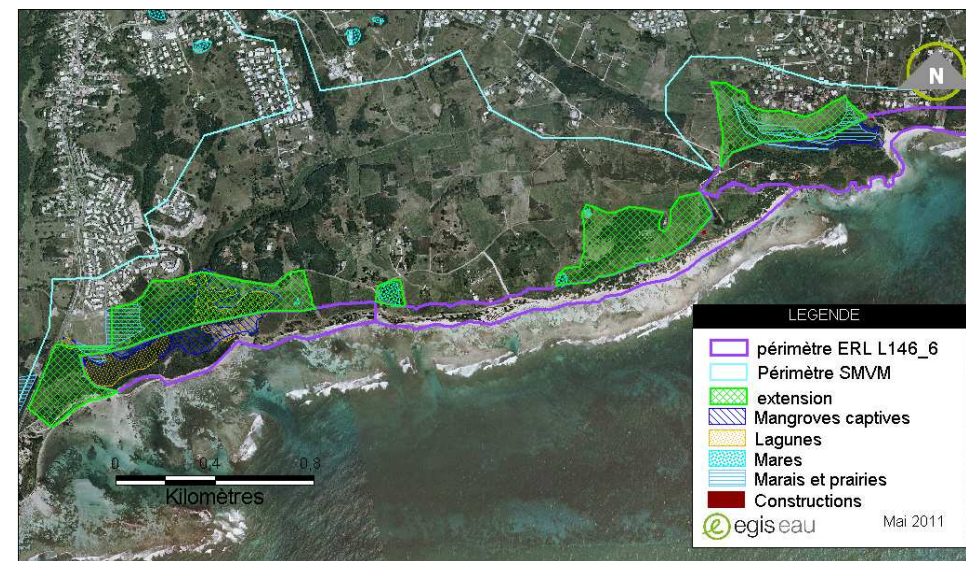 N
LEGENDE
périmètre ERL L146_6
Périmètre SMVM
extension
Mangroves captives
Lagunes
Mares
Marais et prairies
Constructions
egis eau Mai 2011
0 0,4 0,8
Kilomètres